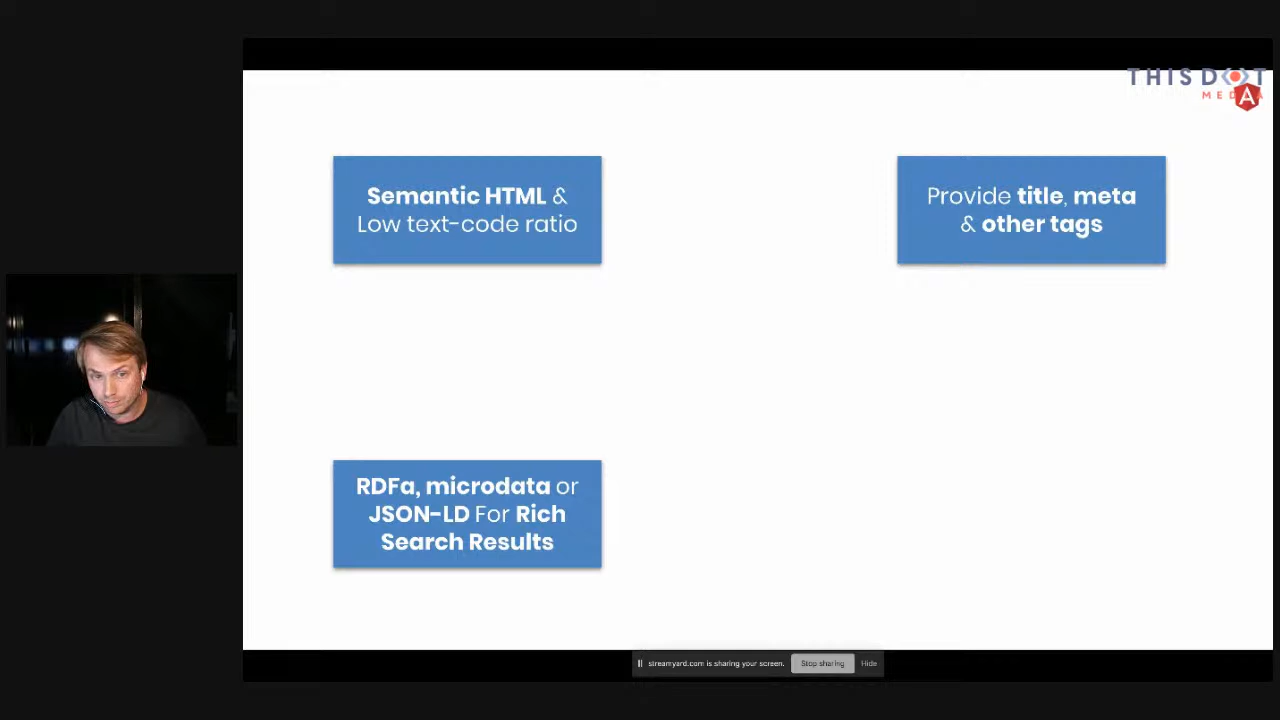 THIS DOT
MEDIA
A
Semantic HTML &
Low text-code ratio
Provide title, meta
& other tags
RDFa, microdata or
JSON-LD For Rich
Search Results
streamyard.com is sharing your screen.
Stop sharing
Hide